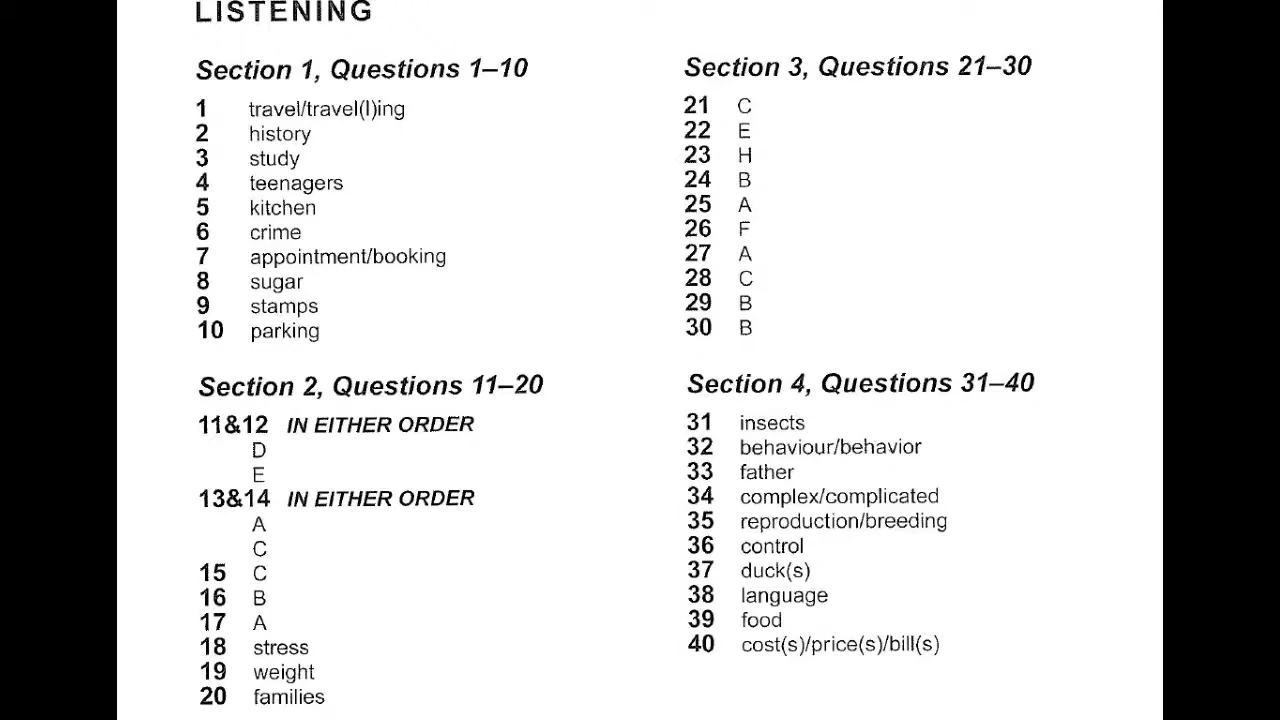 LISTENING
Section 1, Questions 1–10
1 travel/travel(l)ing
2 history
3 study
4 teenagers
5 kitchen
6 crime
7 appointment/booking
8 sugar
9 stamps
10 parking
Section 2, Questions 11–20
11&12 IN EITHER ORDER
D
E
13&14 IN EITHER ORDER
A
C
15 C
16 B
17 A
18 stress
19 weight
20 families
Section 3, Questions 21–30
21 C
22 E
23 H
24 B
25 A
26 F
27 A
28 C
29 B
30 B
Section 4, Questions 31–40
31 insects
32 behaviour/behavior
33 father
34 complex/complicated
35 reproduction/breeding
36 control
37 duck(s)
38 language
39 food
40 cost(s)/price(s)/bill(s)